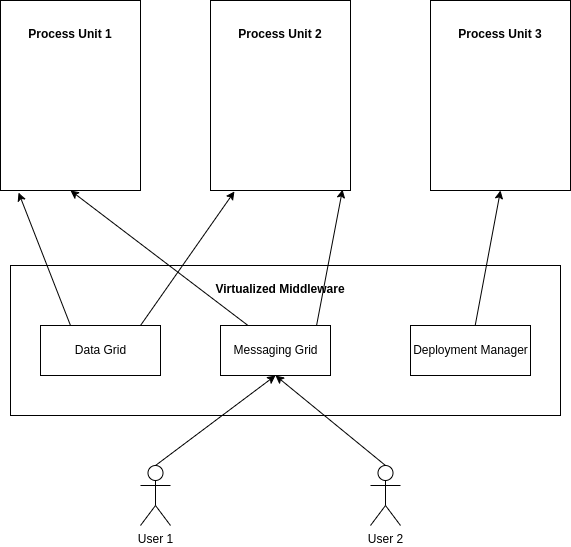 Process Unit 1
Process Unit 2
Process Unit 3
Virtualized Middleware
Data Grid
Messaging Grid
Deployment Manager
User 1
User 2